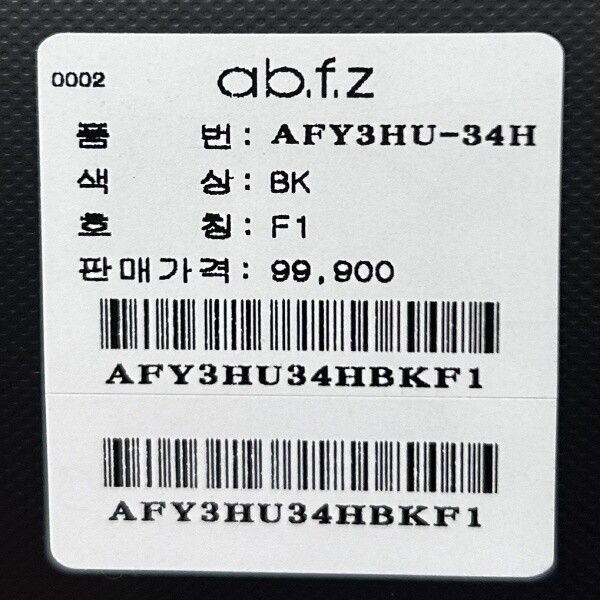 0002 ab.f.z
품 번: AFY3HU-34H
색 상: BK
호 칭: F1
판매가격: 99,900
AFY3HU34HBKF1
AFY3HU34HBKF1